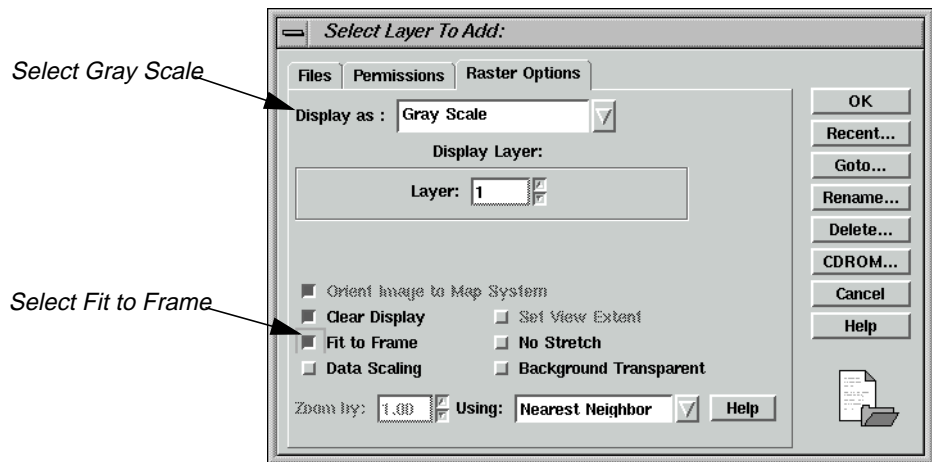 Select Layer To Add:
Files Permissions Raster Options
Select Gray Scale
Display as : Gray Scale
Display Layer:
Layer: 1
OK
Recent...
Goto...
Rename...
Delete...
CDROM...
Cancel
Help
Orient Image to Map System
Select Fit to Frame
Clear Display Set View Extent
Fit to Frame No Stretch
Data Scaling Background Transparent
Zoom by: 1.00 Using: Nearest Neighbor Help